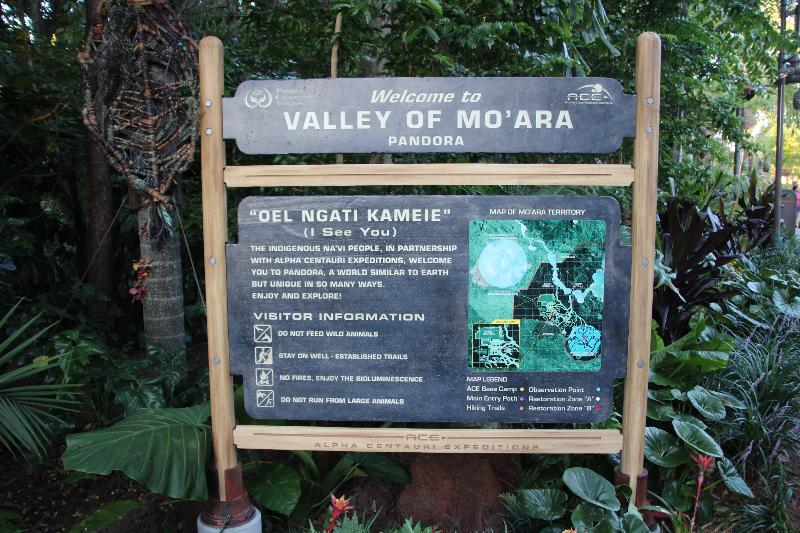 Welcome to
VALLEY OF MO'ARA
PANDORA
ACE
"OEL NGATI KAMEIE"
(I See You)
THE INDIGENOUS NA'VI PEOPLE, IN PARTNERSHIP
WITH ALPHA CENTAURI EXPEDITIONS, WELCOME
YOU TO PANDORA, A WORLD SIMILAR TO EARTH
BUT UNIQUE IN SO MANY WAYS.
ENJOY AND EXPLORE!
VISITOR INFORMATION
DO NOT FEED WILD ANIMALS
STAY ON WELL - ESTABLISHED TRAILS
NO FIRES, ENJOY THE BIOLUMINESCENCE
DO NOT RUN FROM LARGE ANIMALS
MAP OF MO'ARA TERRITORY
MAP LEGEND
ACE Base Camp
Main Entry Path
Hiking Trails
Observation Point
Restoration Zone "A"
Restoration Zone "B"
ACE
ALPHA CENTAURI EXPEDITIONS